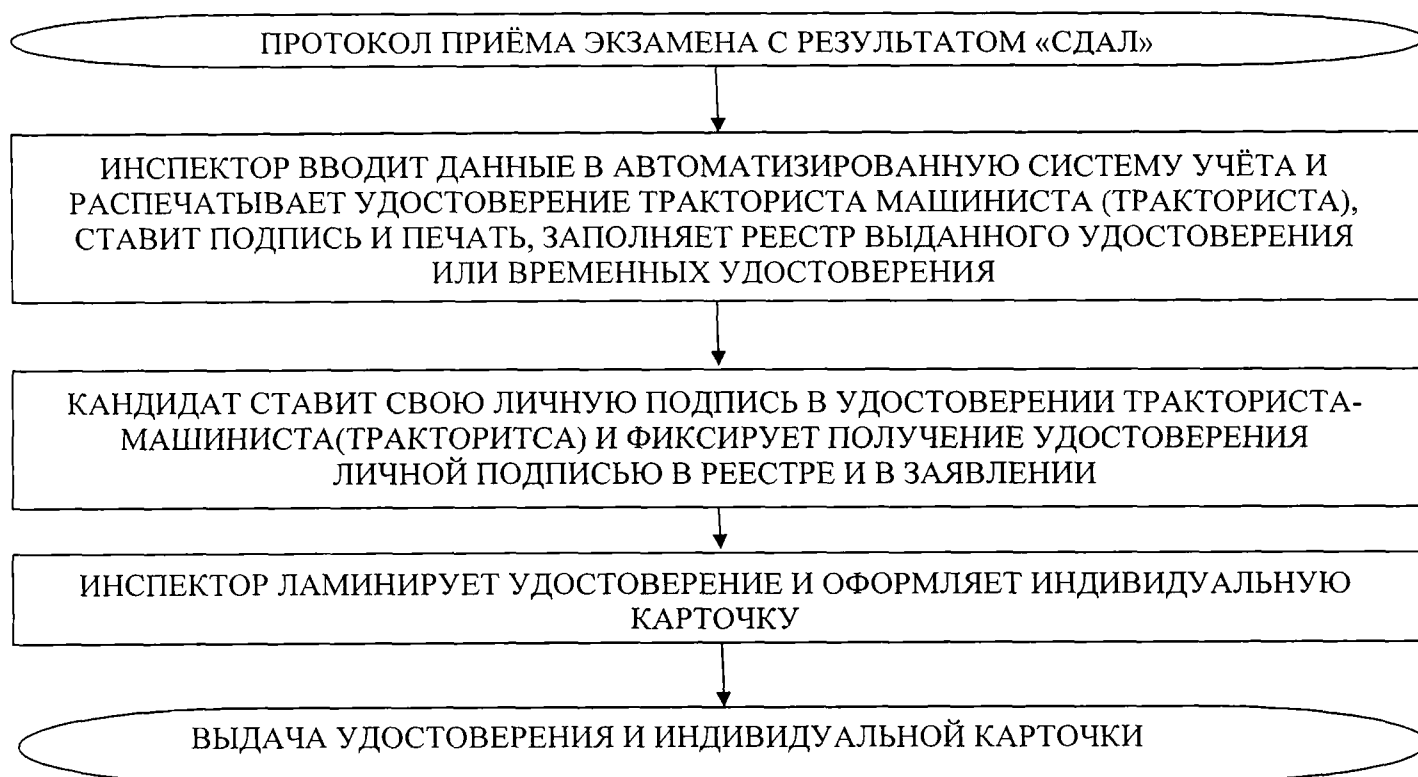 ПРОТОКОЛ ПРИЁМА ЭКЗАМЕНА С РЕЗУЛЬТАТОМ «СДАЛ»
ИНСПЕКТОР ВВОДИТ ДАННЫЕ В АВТОМАТИЗИРОВАННУЮ СИСТЕМУ УЧЁТА И
РАСПЕЧАТЫВАЕТ УДОСТОВЕРЕНИЕ ТРАКТОРИСТА МАШИНИСТА (ТРАКТОРИСТА),
СТАВИТ ПОДПИСЬ И ПЕЧАТЬ, ЗАПОЛНЯЕТ РЕЕСТР ВЫДАННОГО УДОСТОВЕРЕНИЯ
ИЛИ ВРЕМЕННЫХ УДОСТОВЕРЕНИЯ
КАНДИДАТ СТАВИТ СВОЮ ЛИЧНУЮ ПОДПИСЬ В УДОСТОВЕРЕНИИ ТРАКТОРИСТА-
МАШИНИСТА(ТРАКТОРИТСА) И ФИКСИРУЕТ ПОЛУЧЕНИЕ УДОСТОВЕРЕНИЯ
ЛИЧНОЙ ПОДПИСЬЮ В РЕЕСТРЕ И В ЗАЯВЛЕНИИ
ИНСПЕКТОР ЛАМИНИРУЕТ УДОСТОВЕРЕНИЕ И ОФОРМЛЯЕТ ИНДИВИДУАЛЬНУЮ
КАРТОЧКУ
ВЫДАЧА УДОСТОВЕРЕНИЯ И ИНДИВИДУАЛЬНОЙ КАРТОЧКИ